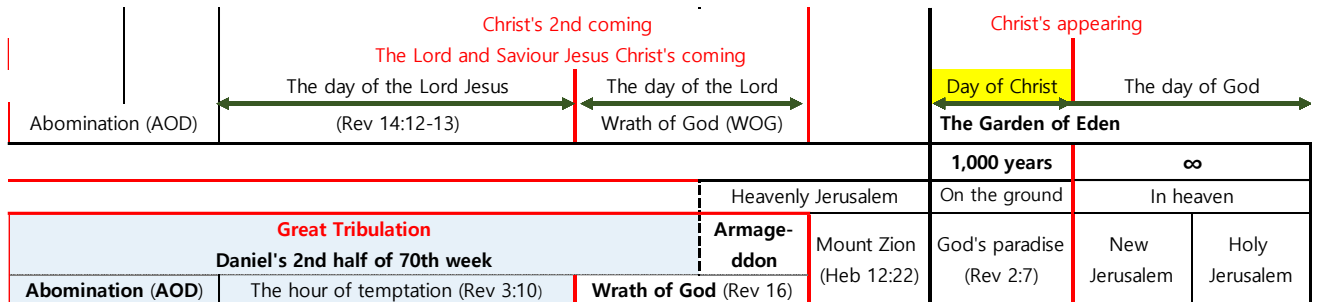 Christ's 2nd coming
Christ's appearing
The Lord and Saviour Jesus Christ's coming
The day of the Lord Jesus
The day of the Lord
Day of Christ
The day of God
Abomination (AOD)
(Rev 14:12-13)
Wrath of God (WOG)
The Garden of Eden
1,000 years
∞
Heavenly Jerusalem
On the ground
In heaven
Great Tribulation
Daniel's 2nd half of 70th week
Armage-
ddon
Mount Zion
(Heb 12:22)
God's paradise
(Rev 2:7)
New
Jerusalem
Holy
Jerusalem
Abomination (AOD)
The hour of temptation (Rev 3:10)
Wrath of God (Rev 16)